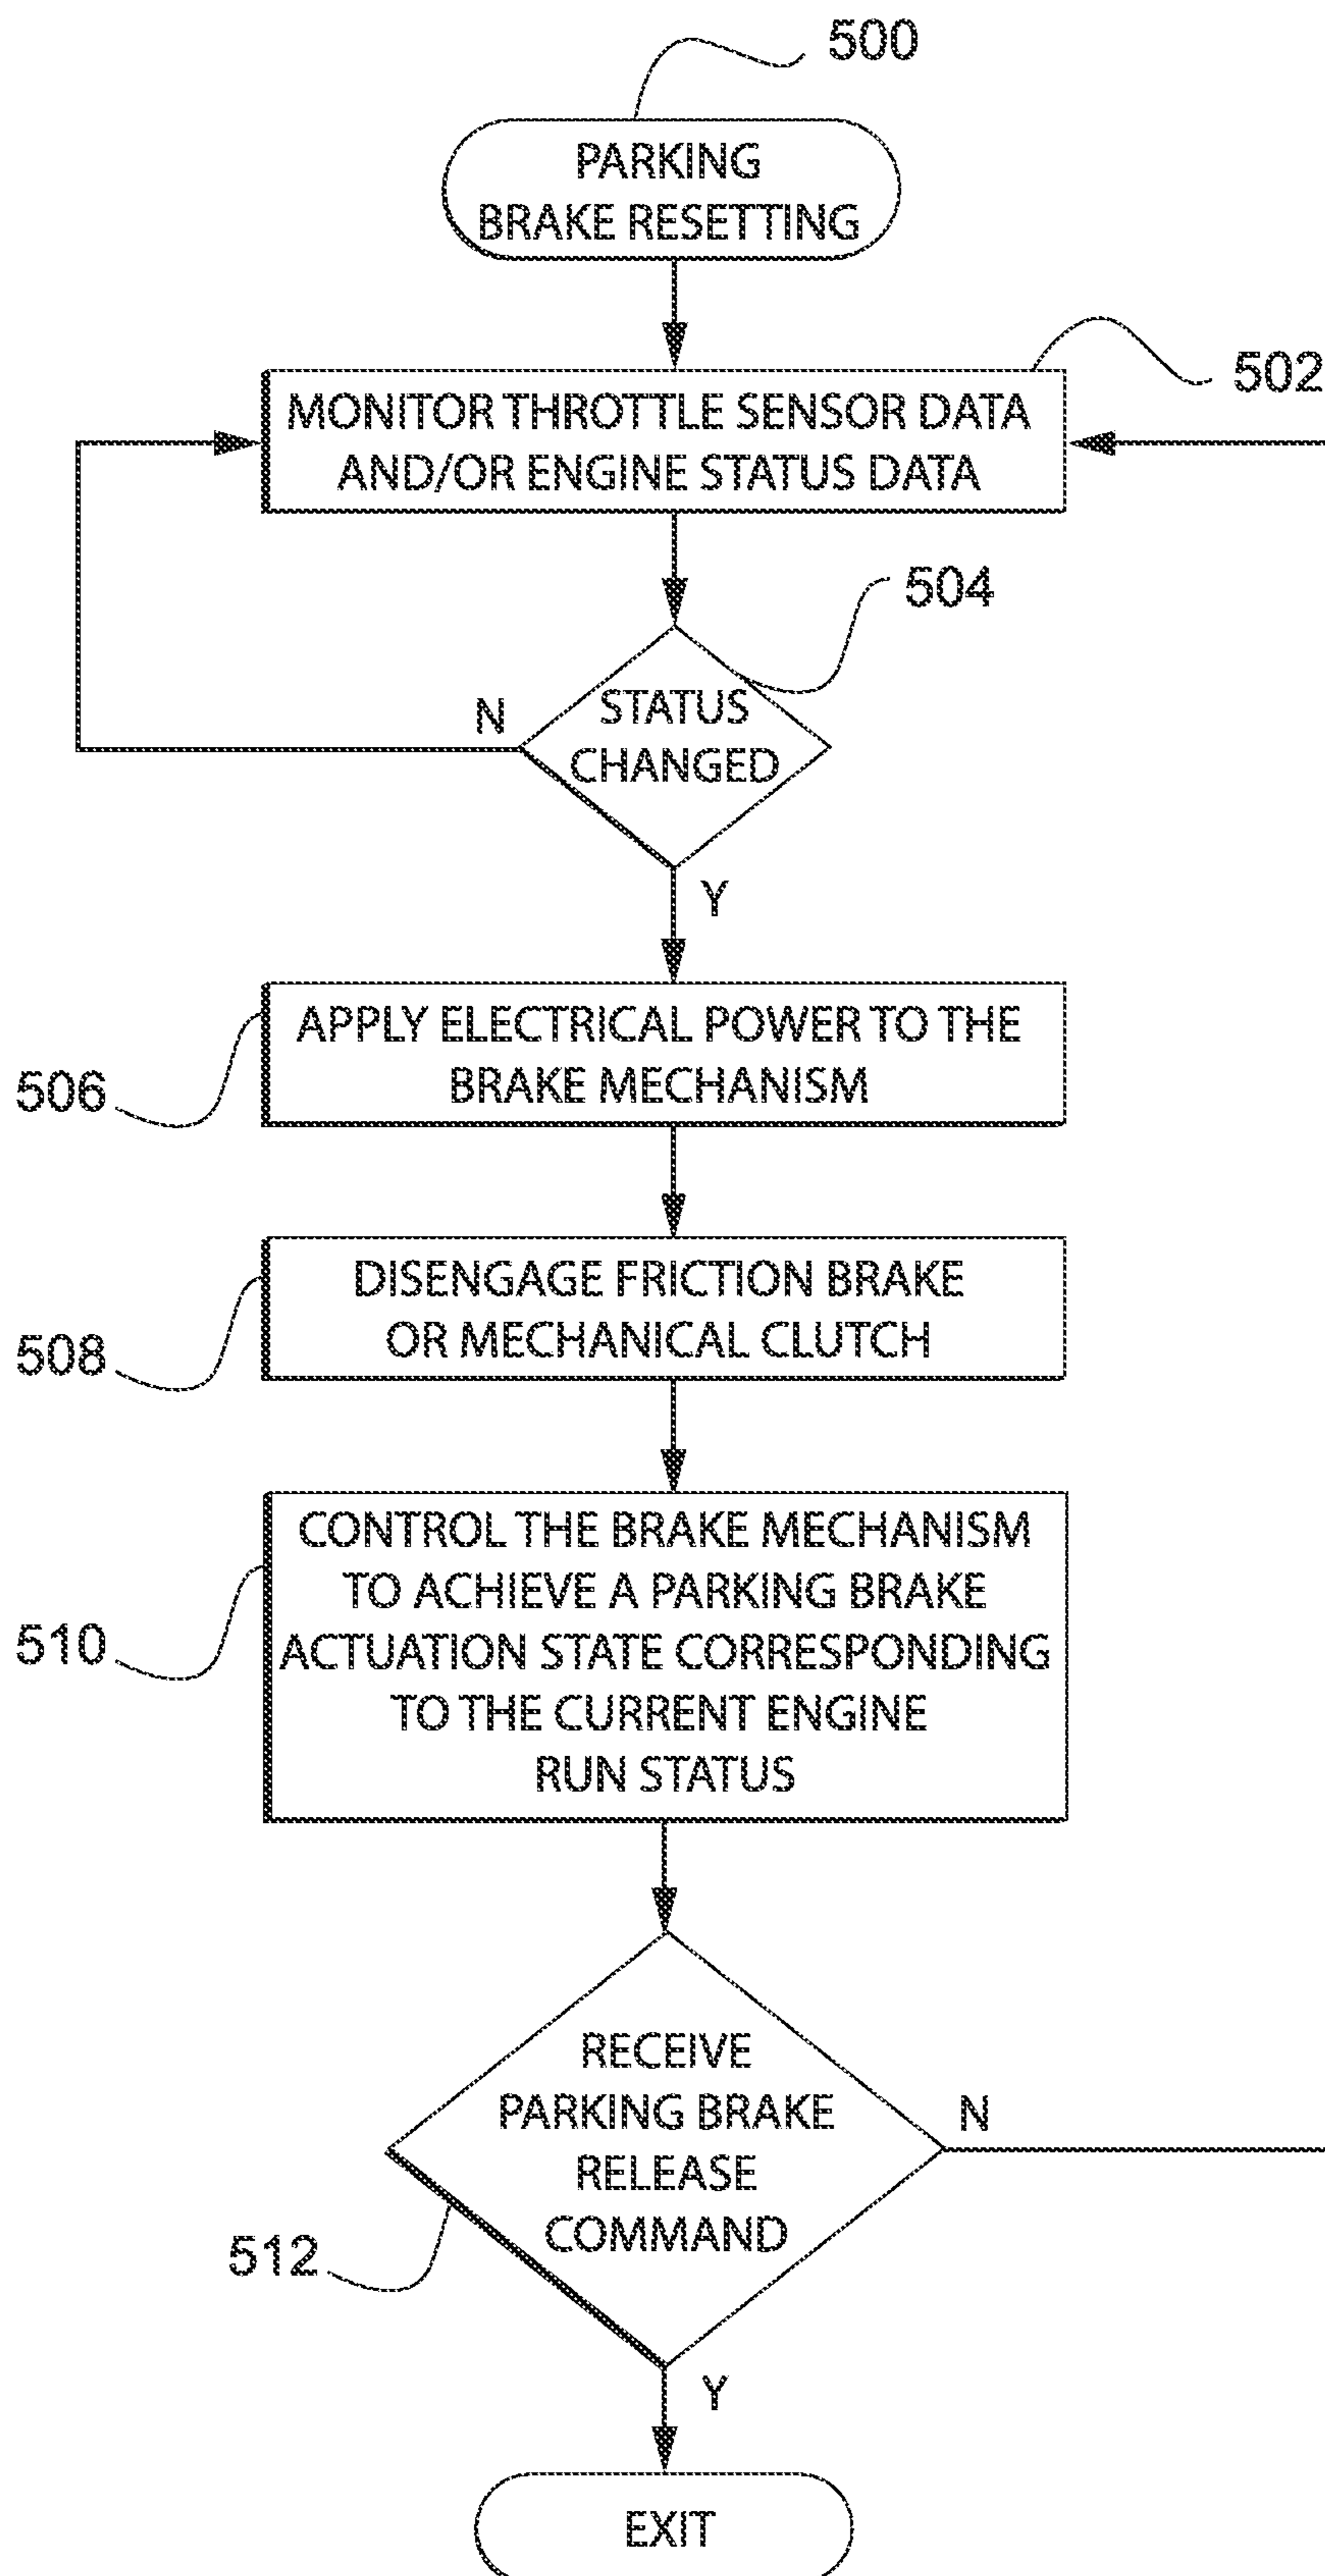 500
PARKING
BRAKE RESETTING
502
MONITOR THROTTLE SENSOR DATA
AND/OR ENGINE STATUS DATA
504
STATUS
CHANGED
N
Y
506
APPLY ELECTRICAL POWER TO THE
BRAKE MECHANISM
508
DISENGAGE FRICTION BRAKE
OR MECHANICAL CLUTCH
510
CONTROL THE BRAKE MECHANISM
TO ACHIEVE A PARKING BRAKE
ACTUATION STATE CORRESPONDING
TO THE CURRENT ENGINE
RUN STATUS
RECEIVE
PARKING BRAKE
RELEASE
COMMAND
N
512
Y
EXIT